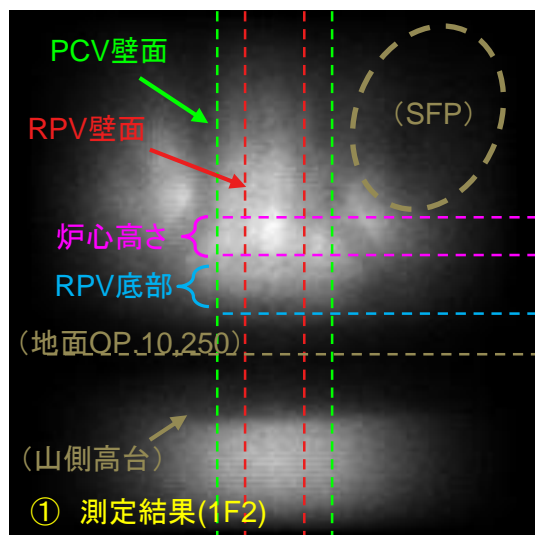 PCV壁面
(SFP)
RPV壁面
炉心高さ
RPV底部
(地面OP.10,250)
(山側高台)
① 測定結果(1F2)